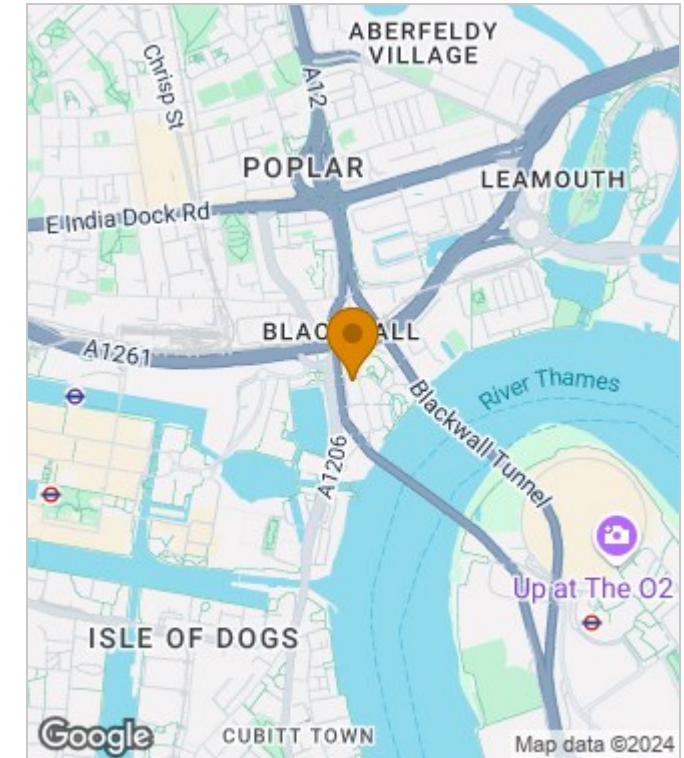 ABERFELDY
VILLAGE
Chrisp St
A12
POPLAR
LEAMOUTH
E India Dock Rd
BLAC ALL
A1261
River Thames
Blackwall Tunnel
A1206
Up at The O2
ISLE OF DOGS
CUBITT TOWN
Google
Map data ©2024